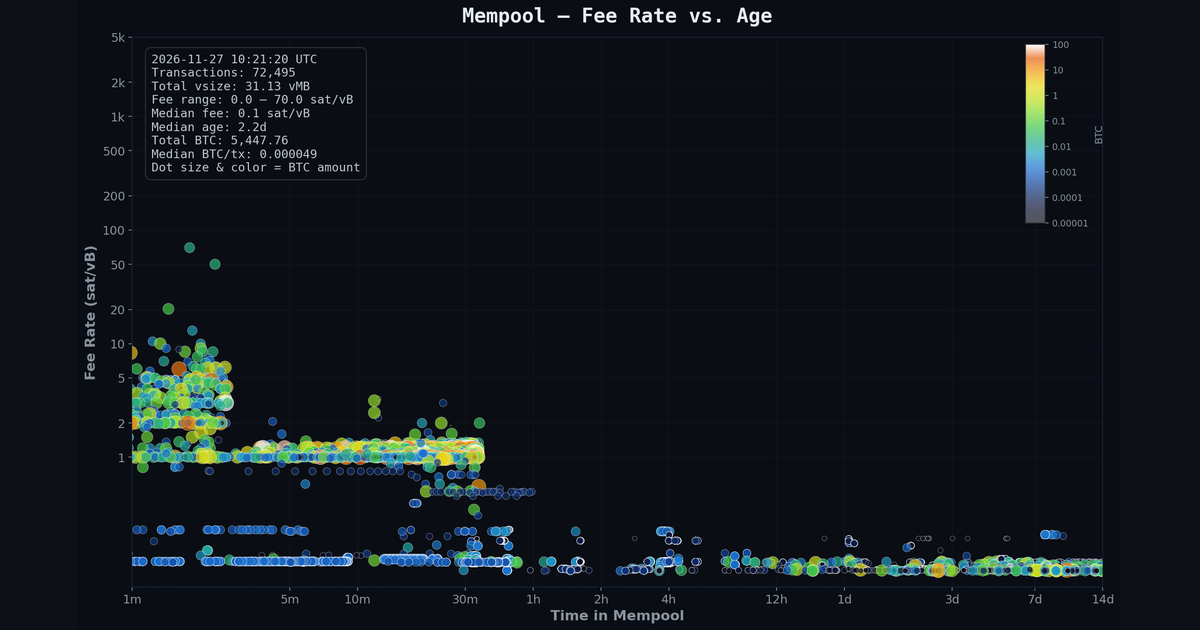 Mempool — Fee Rate vs. Age
5k
2k
1k
500
200
100
50
20
10
5
2
1
Fee Rate (sat/vB)
2026-11-27 10:21:20 UTC
Transactions: 72,495
Total vsize: 31.13 vMB
Fee range: 0.0 – 70.0 sat/vB
Median fee: 0.1 sat/vB
Median age: 2.2d
Total BTC: 5,447.76
Median BTC/tx: 0.000049
Dot size & color = BTC amount
100
10
1
0.1
0.01
0.001
0.0001
0.00001
BTC
1m
5m
10m
30m
1h
2h
4h
12h
1d
3d
7d
14d
Time in Mempool